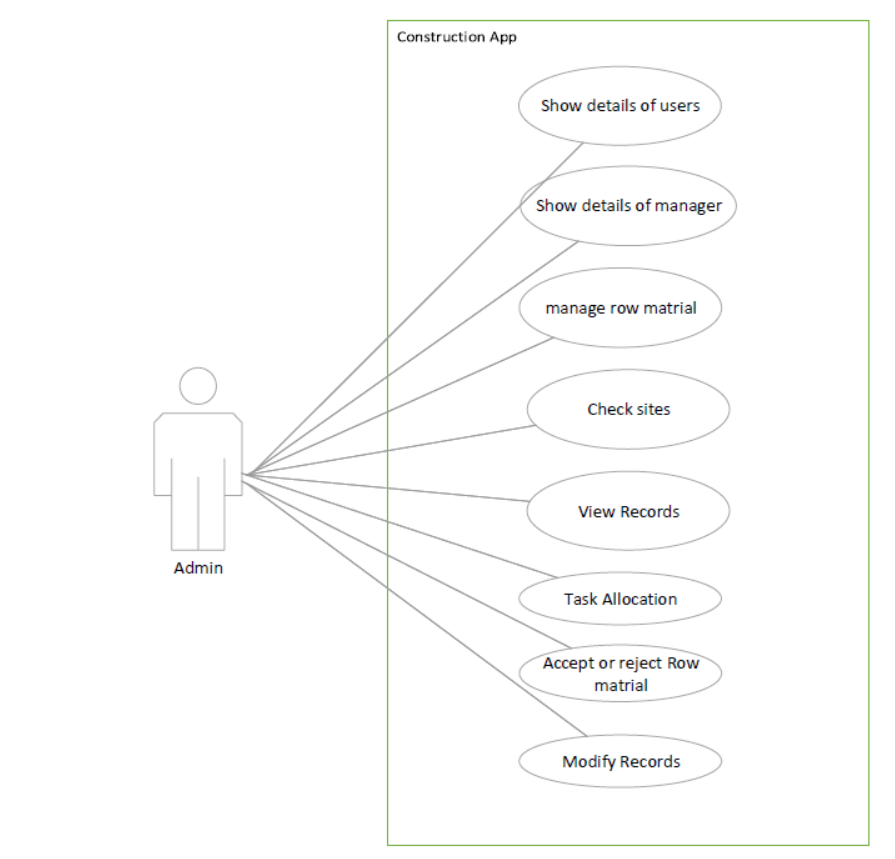 Construction App
Show details of users
Show details of manager
manage row matrial
Check sites
View Records
Admin
Task Allocation
Accept or reject Row
matrial
Modify Records